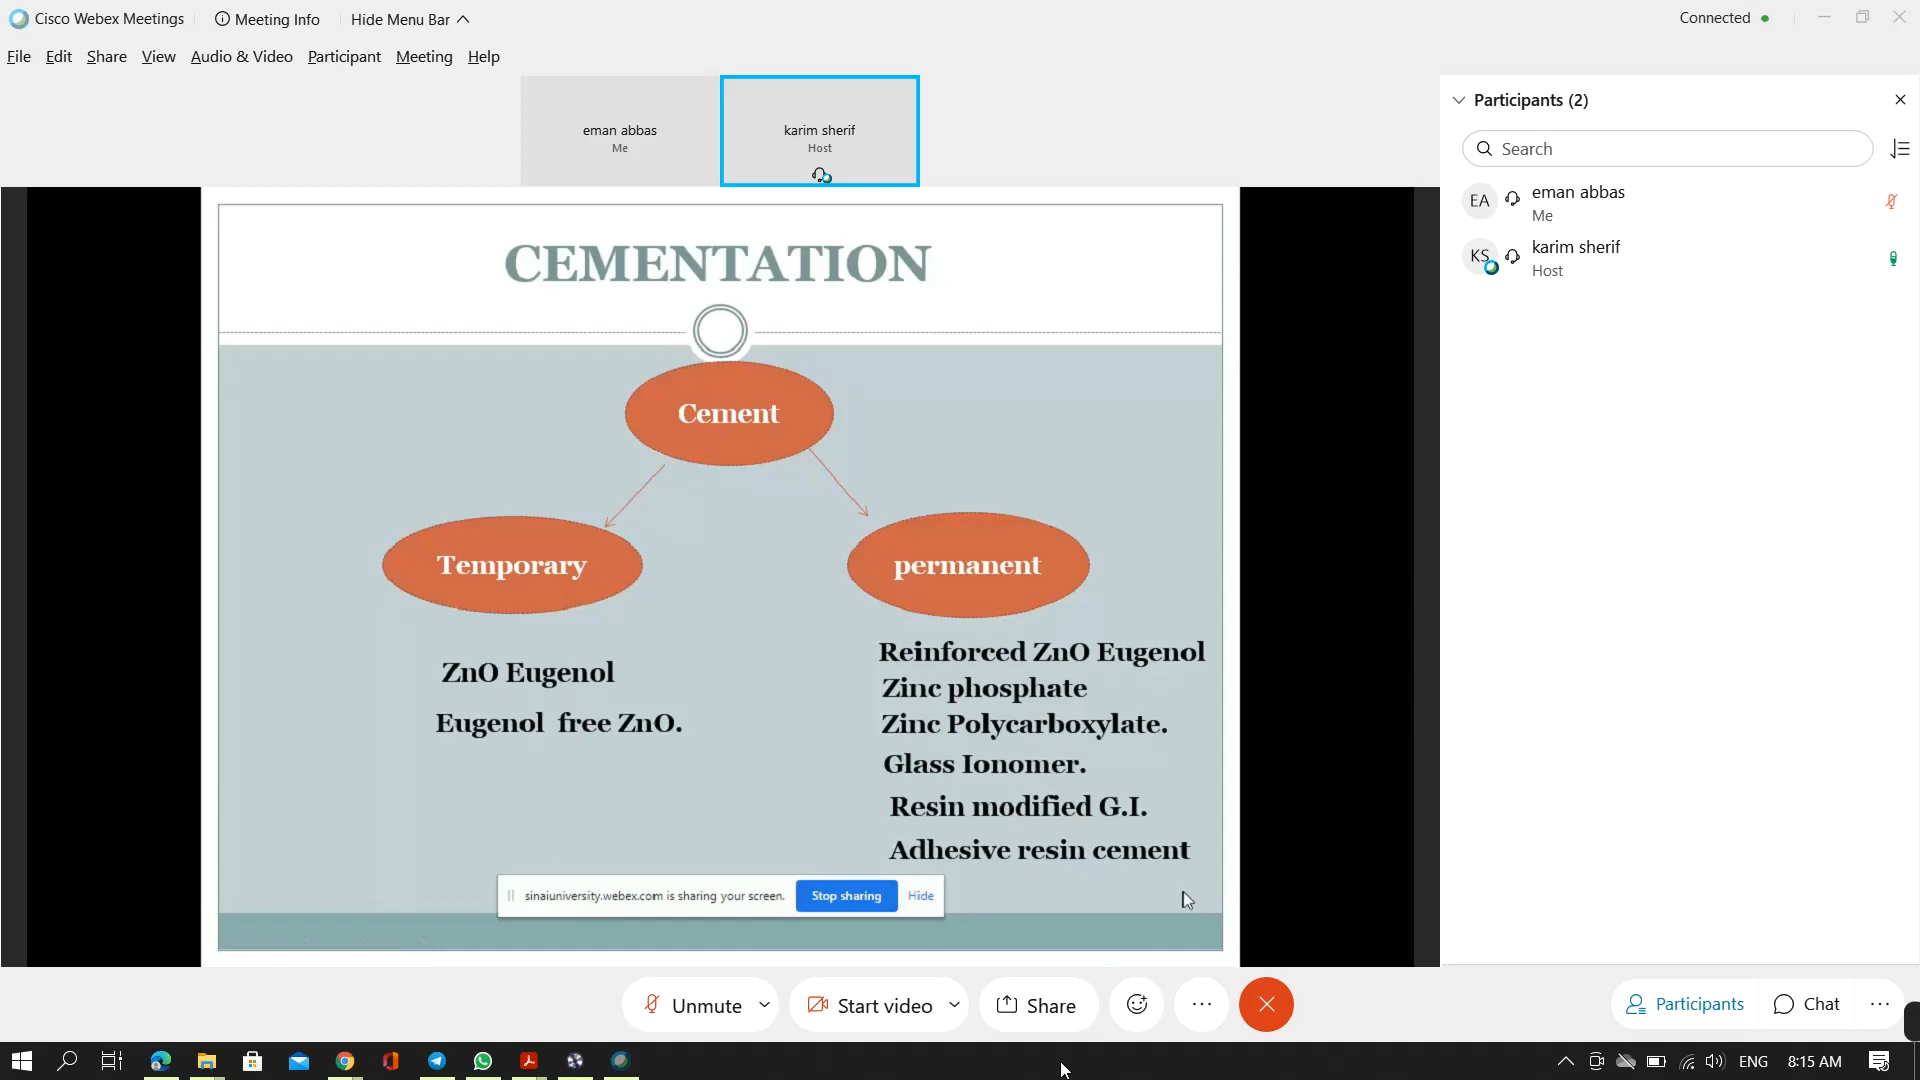 Cisco Webex Meetings
Meeting Info
Hide Menu Bar
Connected
File Edit Share View Audio & Video Participant Meeting Help
eman abbas
Me
karim sherif
Host
Participants (2)
Search
EA
eman abbas
Me
KS
karim sherif
Host
CEMENTATION
Cement
Temporary
permanent
ZnO Eugenol
Eugenol free ZnO.
Reinforced ZnO Eugenol
Zinc phosphate
Zinc Polycarboxylate.
Glass Ionomer.
Resin modified G.I.
Adhesive resin cement
sinaiuniversity.webex.com is sharing your screen.
Stop sharing
Hide
Unmute
Start video
Share
Participants
Chat
ENG
8:15 AM